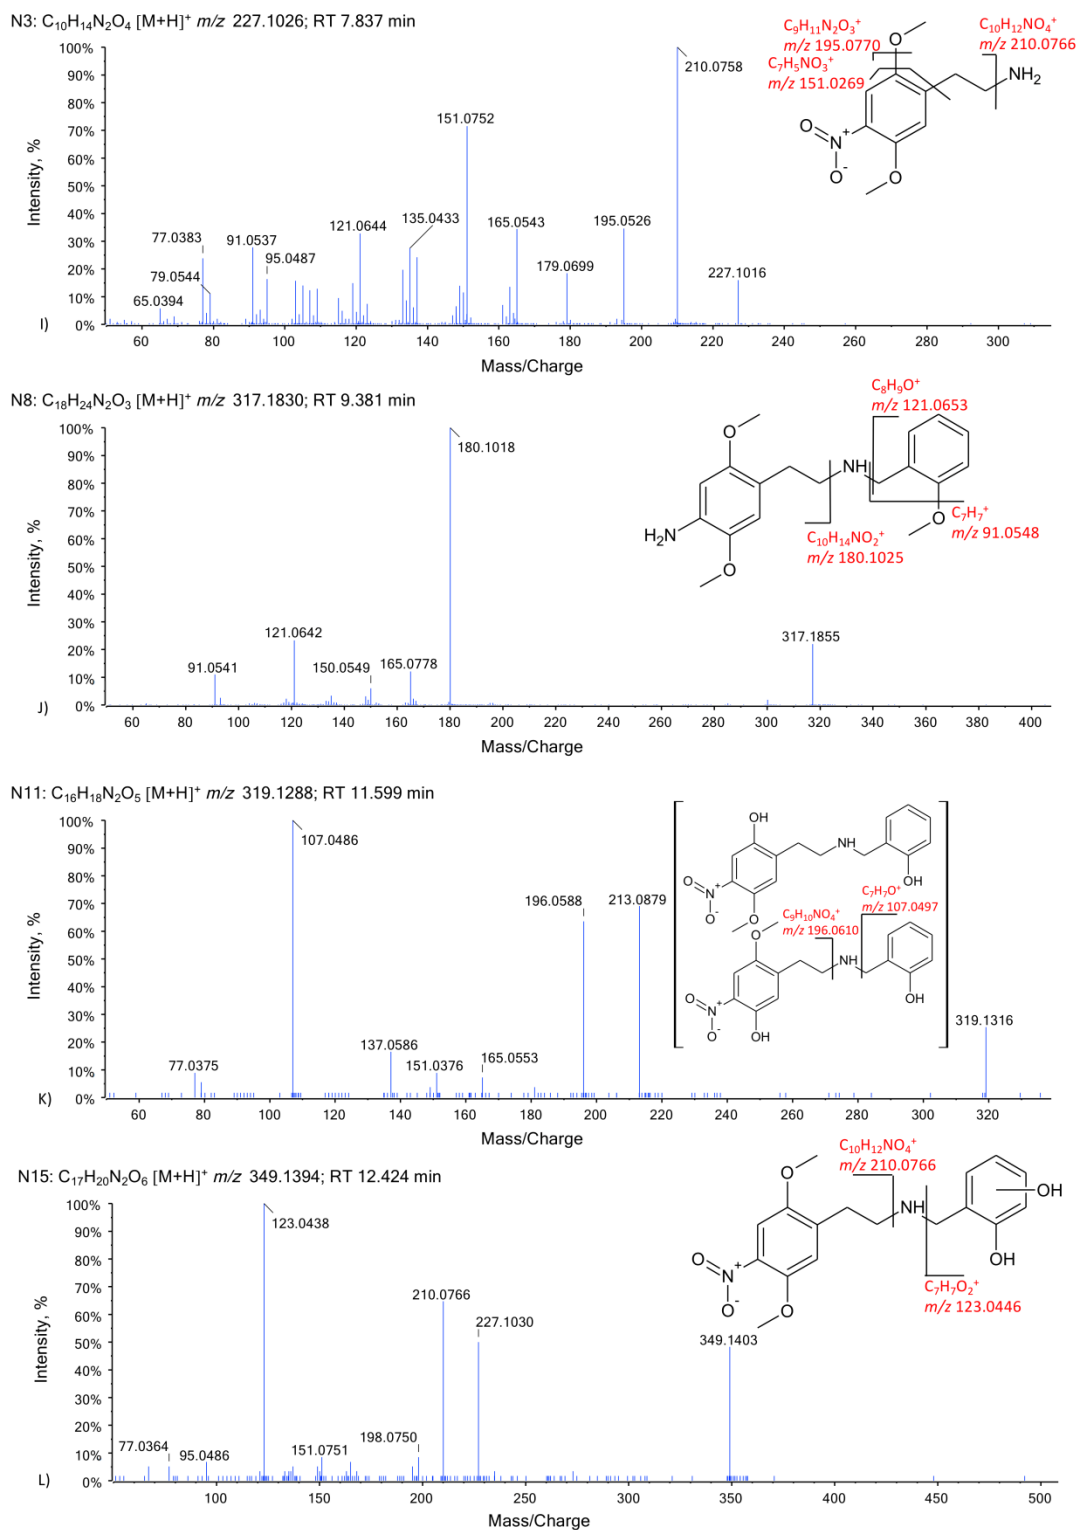 N3: C10H14N2O4 [M+H]+ m/z 227.1026; RT 7.837 min
C9H11N2O3+
m/z 195.0770
C10H12NO4+
m/z 210.0766
C7H5NO3+
m/z 151.0269
O
NH2
O
N+
O-
O
Intensity, %
100%
90%
80%
70%
60%
50%
40%
30%
20%
10%
0%
210.0758
151.0752
135.0433
121.0644
77.0383
91.0537
95.0487
79.0544
65.0394
165.0543
179.0699
195.0526
227.1016
I)
60 80 100 120 140 160 180 200 220 240 260 280 300
Mass/Charge
N8: C18H24N2O3 [M+H]+ m/z 317.1830; RT 9.381 min
C8H9O+
m/z 121.0653
O
NH
H2N
O
O
C7H7+
m/z 91.0548
C10H14NO2+
m/z 180.1025
Intensity, %
100%
90%
80%
70%
60%
50%
40%
30%
20%
10%
0%
180.1018
121.0642
91.0541
150.0549
165.0778
317.1855
J)
60 80 100 120 140 160 180 200 220 240 260 280 300 320 340 360 380 400
Mass/Charge
N11: C16H18N2O5 [M+H]+ m/z 319.1288; RT 11.599 min
OH
NH
OH
O
N+
O-
O
C7H7O+
m/z 107.0497
C9H10NO4+
m/z 196.0610
O
NH
OH
O
N+
O-
OH
Intensity, %
100%
90%
80%
70%
60%
50%
40%
30%
20%
10%
0%
107.0486
196.0588
213.0879
319.1316
137.0586
151.0376
165.0553
77.0375
K)
60 80 100 120 140 160 180 200 220 240 260 280 300 320
Mass/Charge
N15: C17H20N2O6 [M+H]+ m/z 349.1394; RT 12.424 min
C10H12NO4+
m/z 210.0766
O
NH
OH
OH
O
N+
O-
O
C7H7O2+
m/z 123.0446
Intensity, %
100%
90%
80%
70%
60%
50%
40%
30%
20%
10%
0%
123.0438
210.0766
227.1030
349.1403
77.0364
95.0486
151.0751
198.0750
L)
100 150 200 250 300 350 400 450 500
Mass/Charge